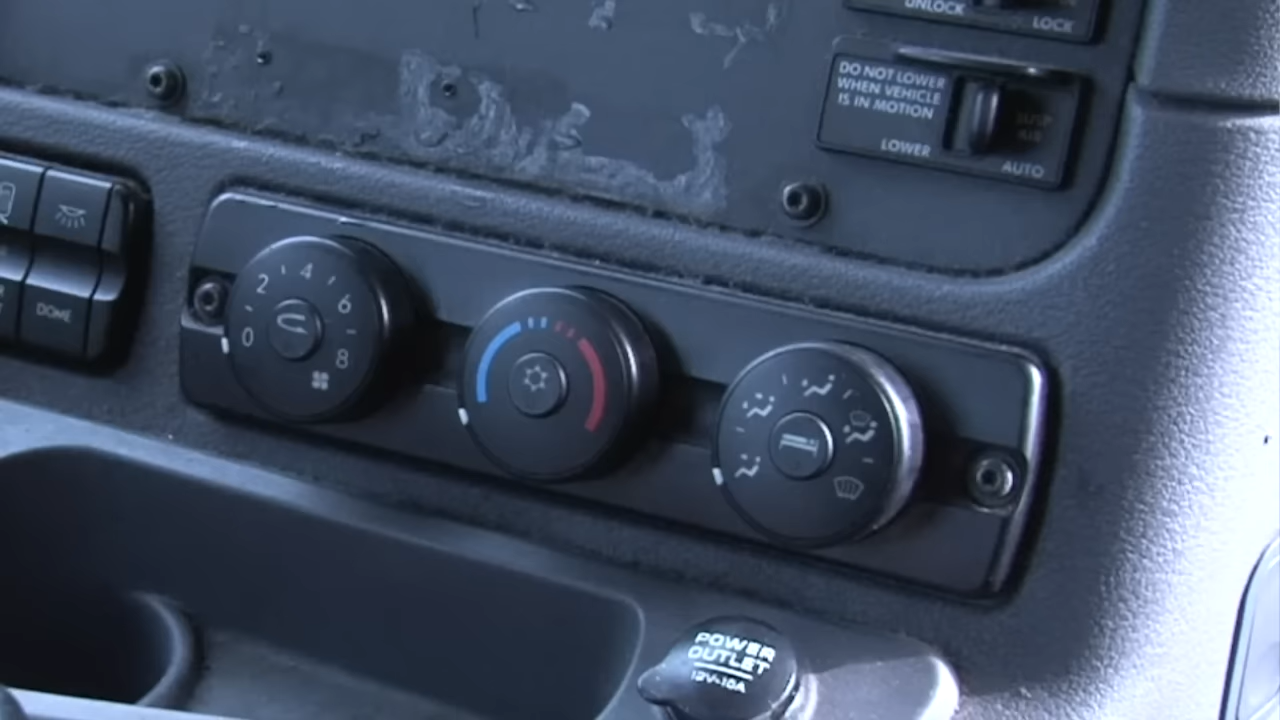 UNLOCK
LOCK
DO NOT LOWER
WHEN VEHICLE
IS IN MOTION
LOWER
AUTO
DOME
2 4 6
0 8
POWER
OUTLET
12V-10A